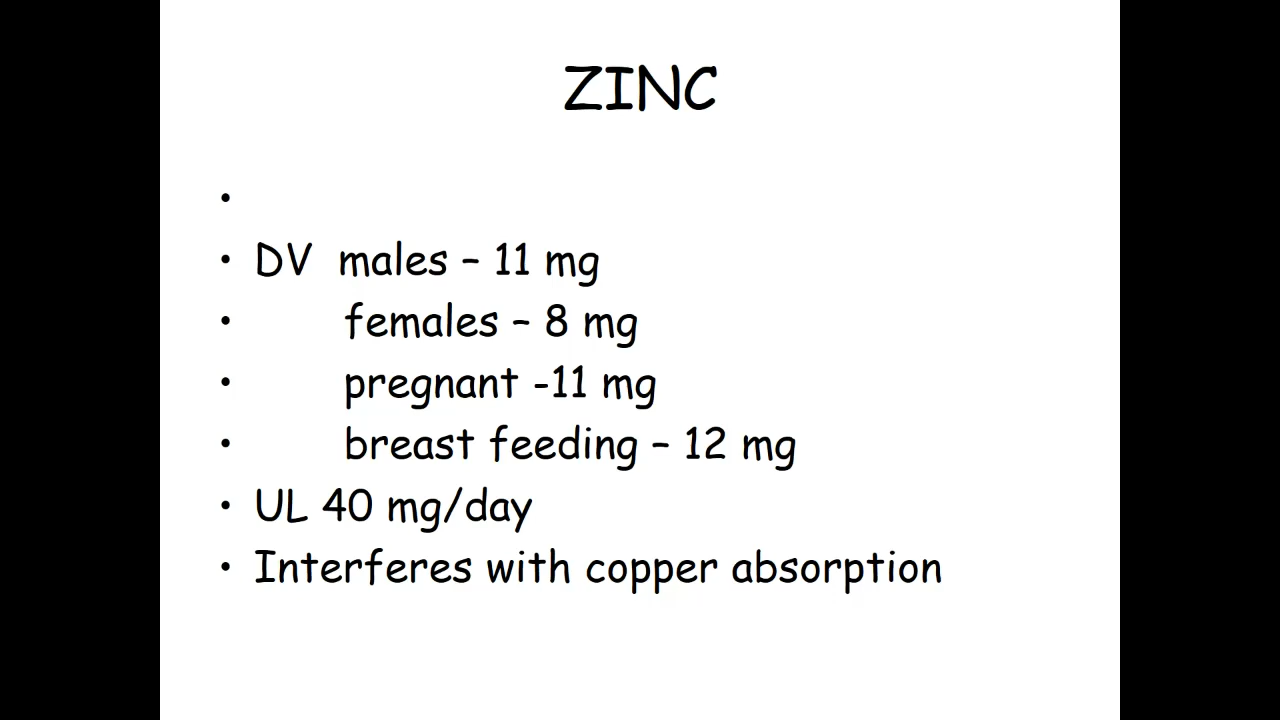 ZINC
•
• DV males – 11 mg
• females – 8 mg
• pregnant -11 mg
• breast feeding – 12 mg
• UL 40 mg/day
• Interferes with copper absorption